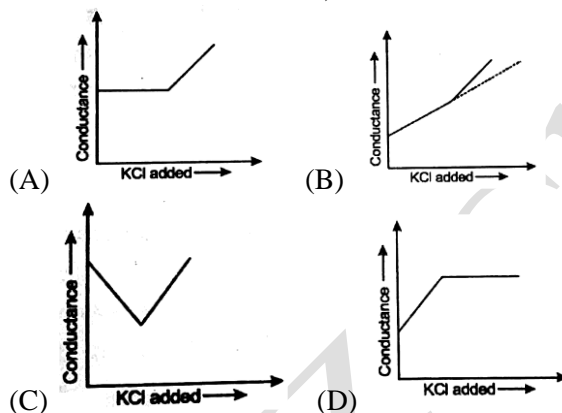 Conductance
KCl added
(A)
Conductance
KCl added
(B)
Conductance
KCl added
(C)
Conductance
KCl added
(D)